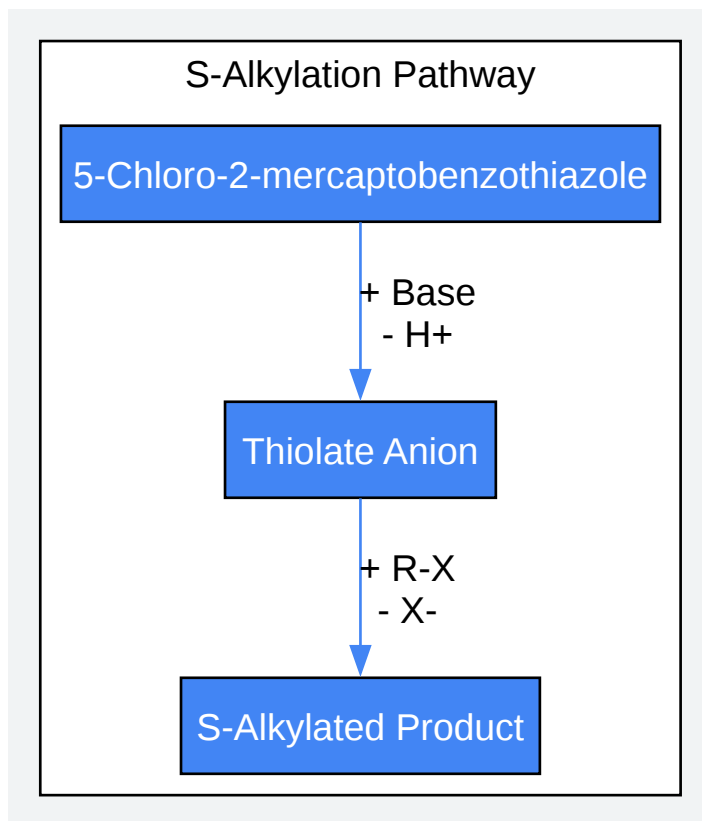 S-Alkylation Pathway
5-Chloro-2-mercaptobenzothiazole
+ Base
- H+
Thiolate Anion
+ R-X
- X-
S-Alkylated Product